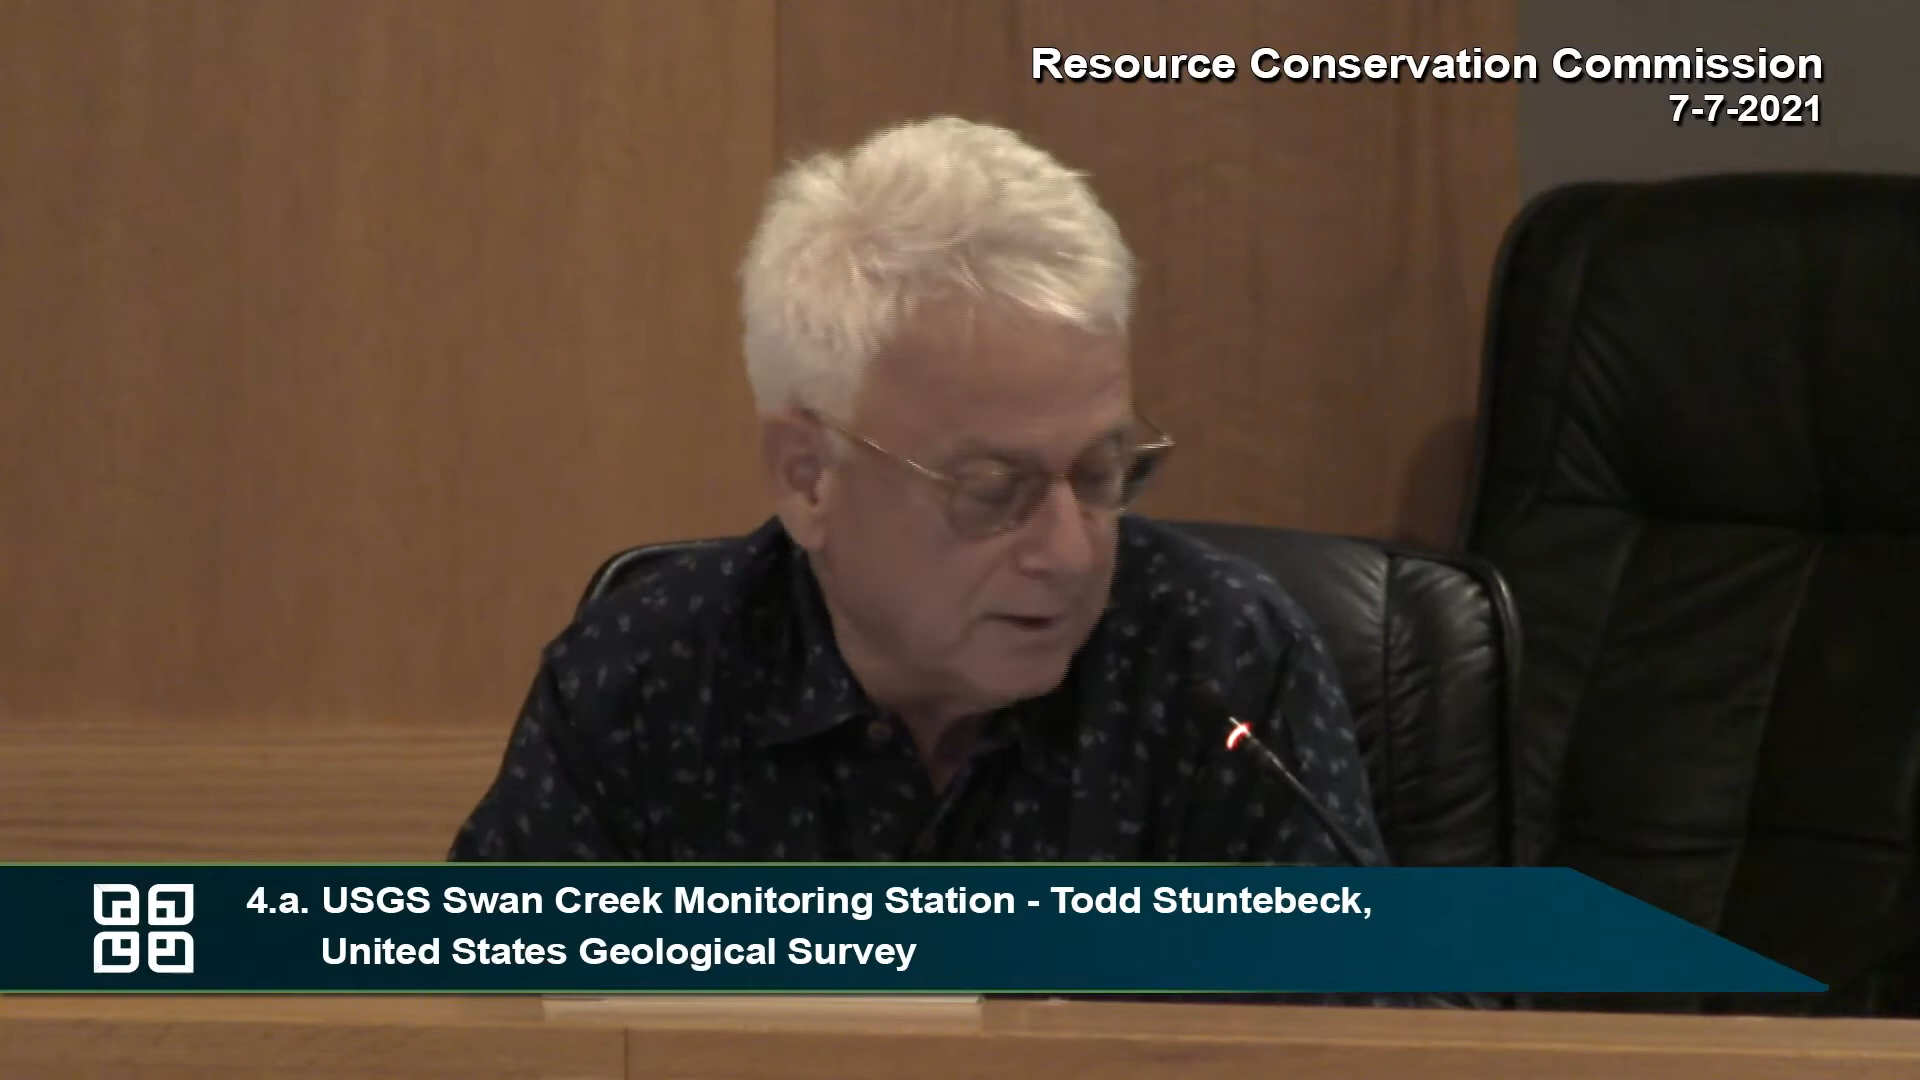 Resource Conservation Commission
7-7-2021
4.a. USGS Swan Creek Monitoring Station - Todd Stuntebeck,
United States Geological Survey